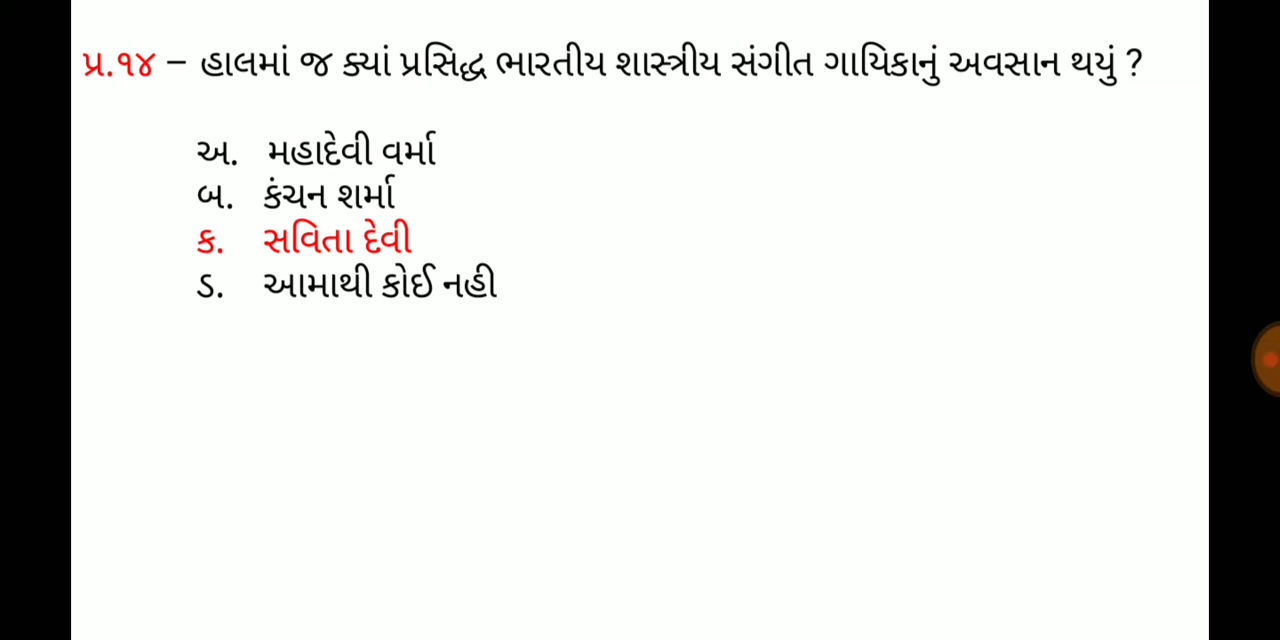 પ્ર.૧૪ – હાલમાં જ ક્યાં પ્રસિદ્ધ ભારતીય શાસ્ત્રીય સંગીત ગાયિકાનું અવસાન થયું ?
અ. મહાદેવી વર્મા
બ. કંચન શર્મા
ક. સવિતા દેવી
ડ. આમાથી કોઈ નહી